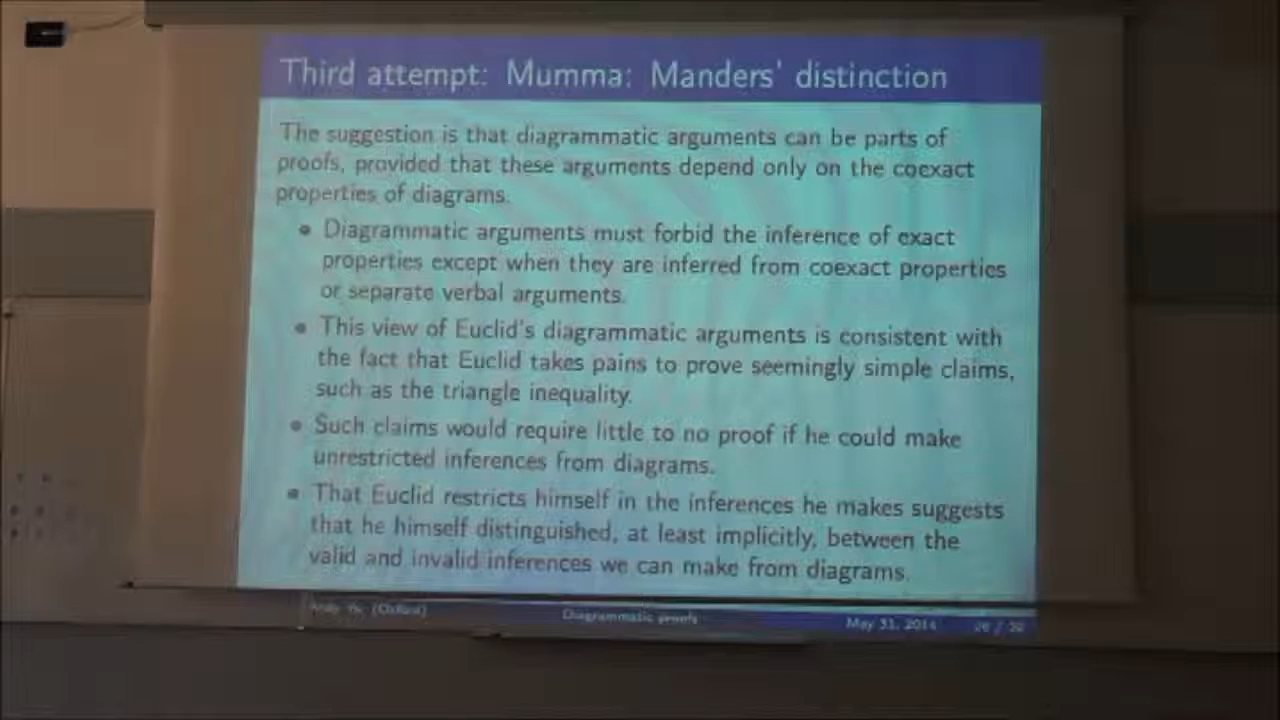 Third attempt: Mumma: Manders' distinction
The suggestion is that diagrammatic arguments can be parts of
proofs, provided that these arguments depend only on the coexact
properties of diagrams.
• Diagrammatic arguments must forbid the inference of exact
properties except when they are inferred from coexact properties
or separate verbal arguments.
• This view of Euclid's diagrammatic arguments is consistent with
the fact that Euclid takes pains to prove seemingly simple claims,
such as the triangle inequality.
• Such claims would require little to no proof if he could make
unrestricted inferences from diagrams.
• That Euclid restricts himself in the inferences he makes suggests
that he himself distinguished, at least implicitly, between the
valid and invalid inferences we can make from diagrams.
Andy (Oxford) Diagrammatic proofs May 31, 2014